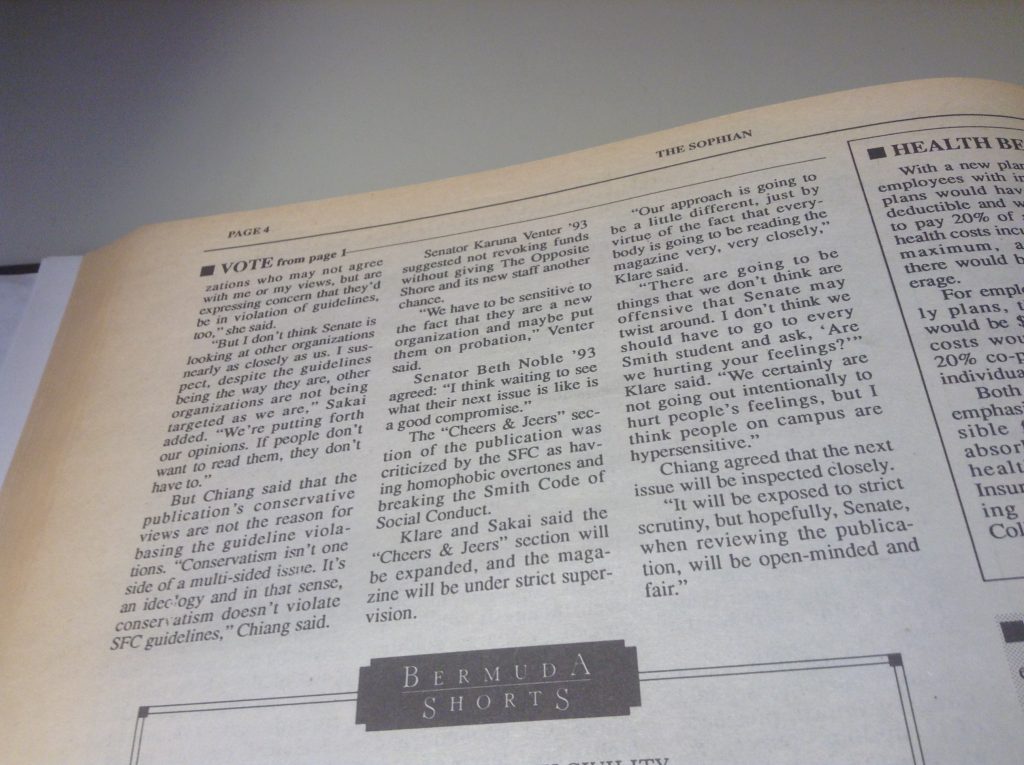 PAGE 4
THE SOPHIAN
■ VOTE from page 1
zations who may not agree
with me or my views, but are
expressing concern that they'd
be in violation of guidelines,
too," she said.
"But I don't think Senate is
looking at other organizations
nearly as closely as us. I sus-
pect, despite the guidelines
being the way they are, other
organizations are not being
targeted as we are," Sakai
added. "We're putting forth
our opinions. If people don't
want to read them, they don't
have to."
But Chiang said that the
publication's conservative
views are not the reason for
basing the guideline viola-
tions. "Conservatism isn't one
side of a multi-sided issue. It's
an ideology and in that sense,
conservatism doesn't violate
SFC guidelines," Chiang said.
Senator Karuna Venter '93
suggested not revoking funds
without giving The Opposite
Shore and its new staff another
chance.
"We have to be sensitive to
the fact that they are a new
organization and maybe put
them on probation," Venter
said.
Senator Beth Noble '93
agreed: "I think waiting to see
what their next issue is like is
a good compromise."
The "Cheers & Jeers" sec-
tion of the publication was
criticized by the SFC as hav-
ing homophobic overtones and
breaking the Smith Code of
Social Conduct.
Klare and Sakai said the
"Cheers & Jeers" section will
be expanded, and the maga-
zine will be under strict super-
vision.
"Our approach is going to
be a little different, just by
virtue of the fact that every-
body is going to be reading the
magazine very, very closely,"
Klare said.
"There are going to be
things that we don't think are
offensive that Senate may
twist around. I don't think we
should have to go to every
Smith student and ask, 'Are
we hurting your feelings?'"
Klare said. "We certainly are
not going out intentionally to
hurt people's feelings, but I
think people on campus are
hypersensitive."
Chiang agreed that the next
issue will be inspected closely.
"It will be exposed to strict
scrutiny, but hopefully, Senate,
when reviewing the publica-
tion, will be open-minded and
fair."
■ HEALTH BE
With a new plan
employees with in
plans would hav
deductible and w
to pay 20% of
health costs incu
maximum, a
there would b
erage.
For empl
ly plans, t
would be $
costs wou
20% co-p
individua
Both
emphas
sible
absor
healt
Insur
ing
Col
BERMUDA
SHORTS